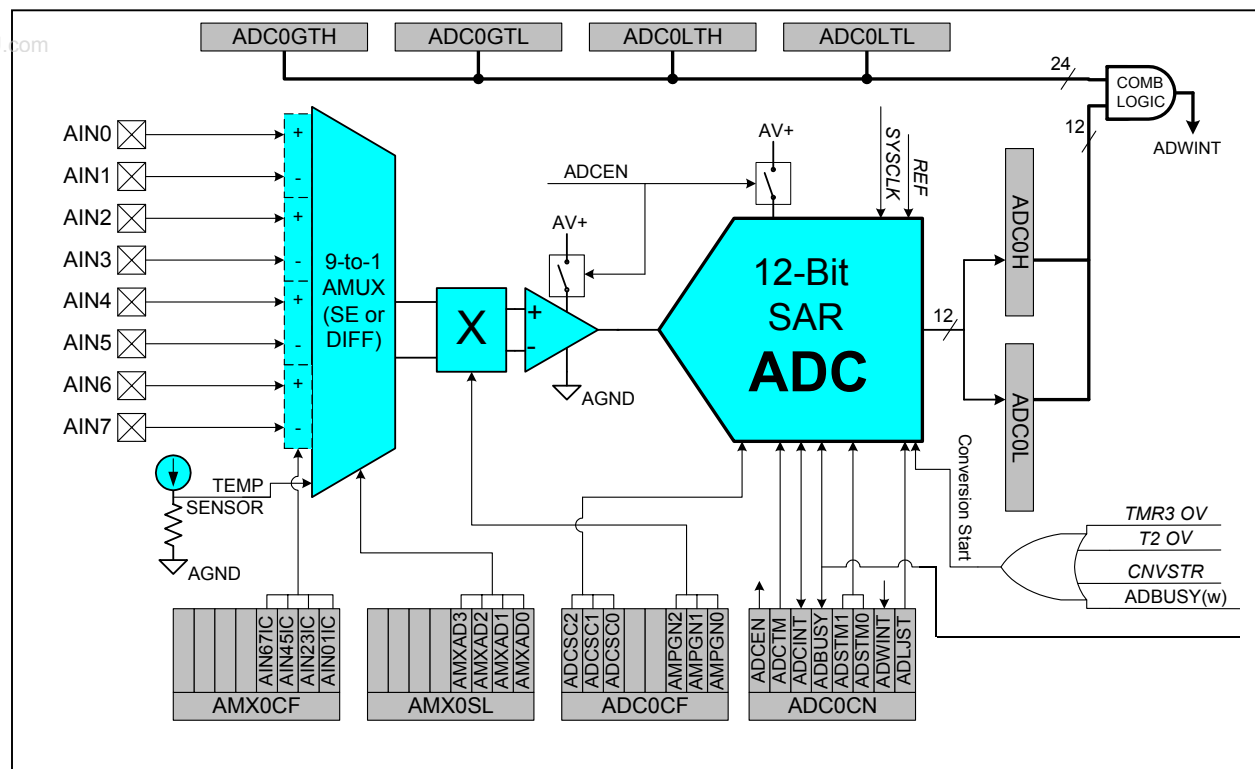 .com
ADC0GTH
ADC0GTL
ADC0LTH
ADC0LTL
24
COMB
LOGIC
12
ADWINT
AIN0
AIN1
AIN2
AIN3
AIN4
AIN5
AIN6
AIN7
+
-
+
-
+
-
+
-
9-to-1
AMUX
(SE or
DIFF)
TEMP
SENSOR
AGND
X
+
-
AV+
AGND
ADCEN
AV+
SYSCLK
REF
12-Bit
SAR
ADC
12
ADC0H
ADC0L
Conversion Start
TMR3 OV
T2 OV
CNVSTR
ADBUSY(w)
AIN67IC
AIN45IC
AIN23IC
AIN01IC
AMX0CF
AMXAD3
AMXAD2
AMXAD1
AMXAD0
AMX0SL
ADCSC2
ADCSC1
ADCSC0
AMPGN2
AMPGN1
AMPGN0
ADC0CF
ADCEN
ADCTM
ADCINT
ADBUSY
ADSTM1
ADSTM0
ADWINT
ADLJST
ADC0CN